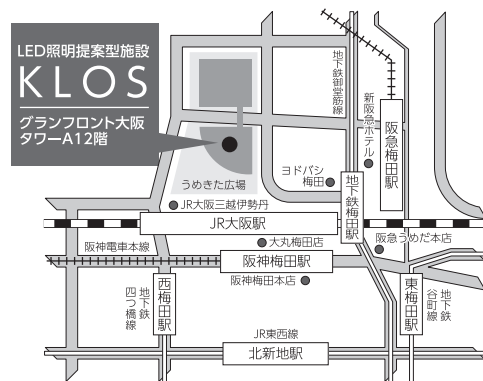 LED照明提案型施設
KLOS
グランフロント大阪
タワーA12階
うめきた広場
地下鉄御堂筋線
新阪急ホテル
阪急梅田駅
ヨドバシ
梅田
地下鉄梅田駅
JR大阪三越伊勢丹
JR大阪駅
阪急うめだ本店
大丸梅田店
阪神電車本線
阪神梅田駅
阪神梅田本店
地下鉄
四つ橋線
西梅田駅
東梅田駅
地下鉄
谷町線
JR東西線
北新地駅